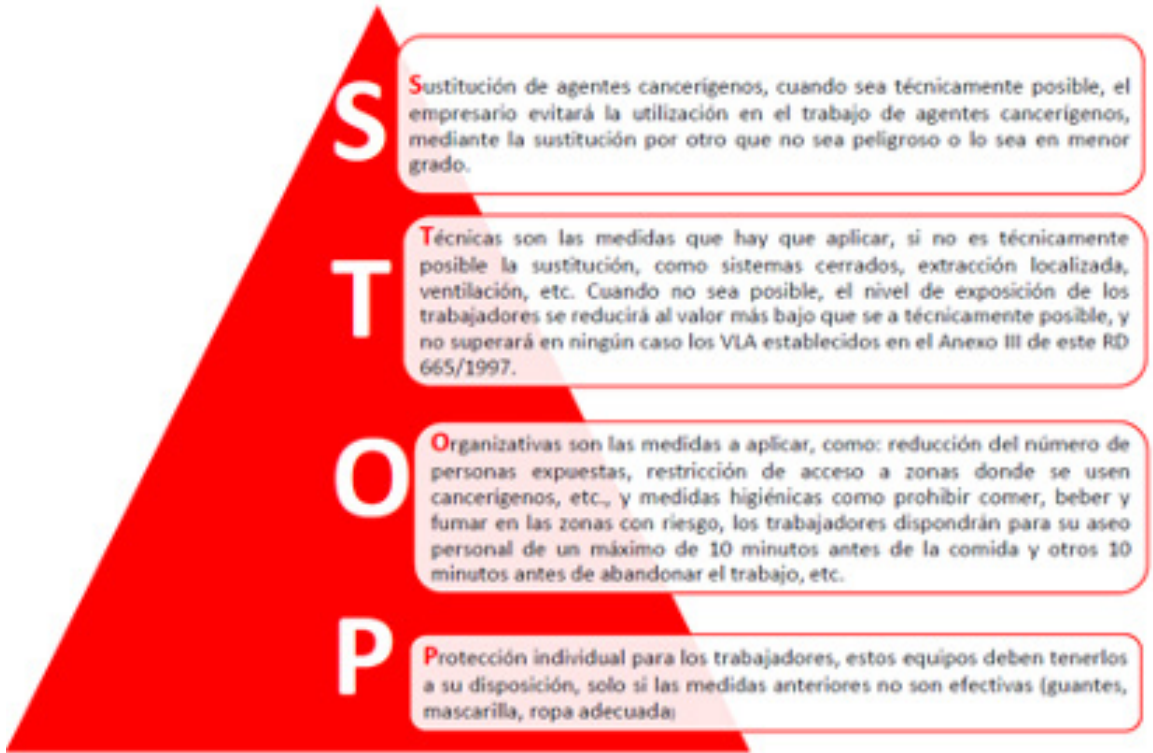 S
Sustitución de agentes cancerígenos, cuando sea técnicamente posible, el
empresario evitará la utilización en el trabajo de agentes cancerígenos,
mediante la sustitución por otro que no sea peligroso o lo sea en menor
grado.
T
Técnicas son las medidas que hay que aplicar, si no es técnicamente
posible la sustitución, como sistemas cerrados, extracción localizada,
ventilación, etc. Cuando no sea posible, el nivel de exposición de los
trabajadores se reducirá al valor más bajo que se a técnicamente posible, y
no superará en ningún caso los VLA establecidos en el Anexo III de este RD
665/1997.
O
Organizativas son las medidas a aplicar, como: reducción del número de
personas expuestas, restricción de acceso a zonas donde se usen
cancerígenos, etc., y medidas higiénicas como prohibir comer, beber y
fumar en las zonas con riesgo, los trabajadores dispondrán para su aseo
personal de un máximo de 10 minutos antes de la comida y otros 10
minutos antes de abandonar el trabajo, etc.
P
Protección individual para los trabajadores, estos equipos deben tenerlos
a su disposición, solo si las medidas anteriores no son efectivas (guantes,
mascarilla, ropa adecuada)